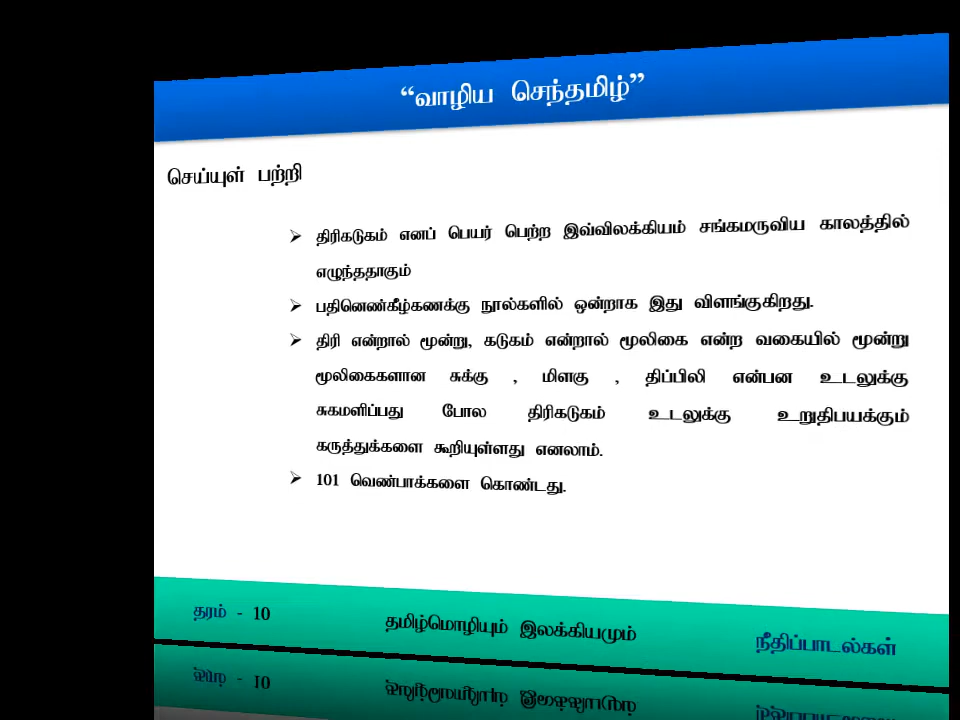 “வாழிய செந்தமிழ்”
செய்யுள் பற்றி
➢ திரிகடுகம் எனப் பெயர் பெற்ற இவ்விலக்கியம் சங்கமருவிய காலத்தில்
எழுந்ததாகும்
➢ பதினெண்கீழ்கணக்கு நூல்களில் ஒன்றாக இது விளங்குகிறது.
➢ திரி என்றால் மூன்று, கடுகம் என்றால் மூலிகை என்ற வகையில் மூன்று
மூலிகைகளான சுக்கு , மிளகு , திப்பிலி என்பன உடலுக்கு
சுகமளிப்பது போல திரிகடுகம் உடலுக்கு உறுதிபயக்கும்
கருத்துக்களை கூறியுள்ளது எனலாம்.
➢ 101 வெண்பாக்களை கொண்டது.
தரம் - 10 தமிழ்மொழியும் இலக்கியமும் நீதிப்பாடல்கள்